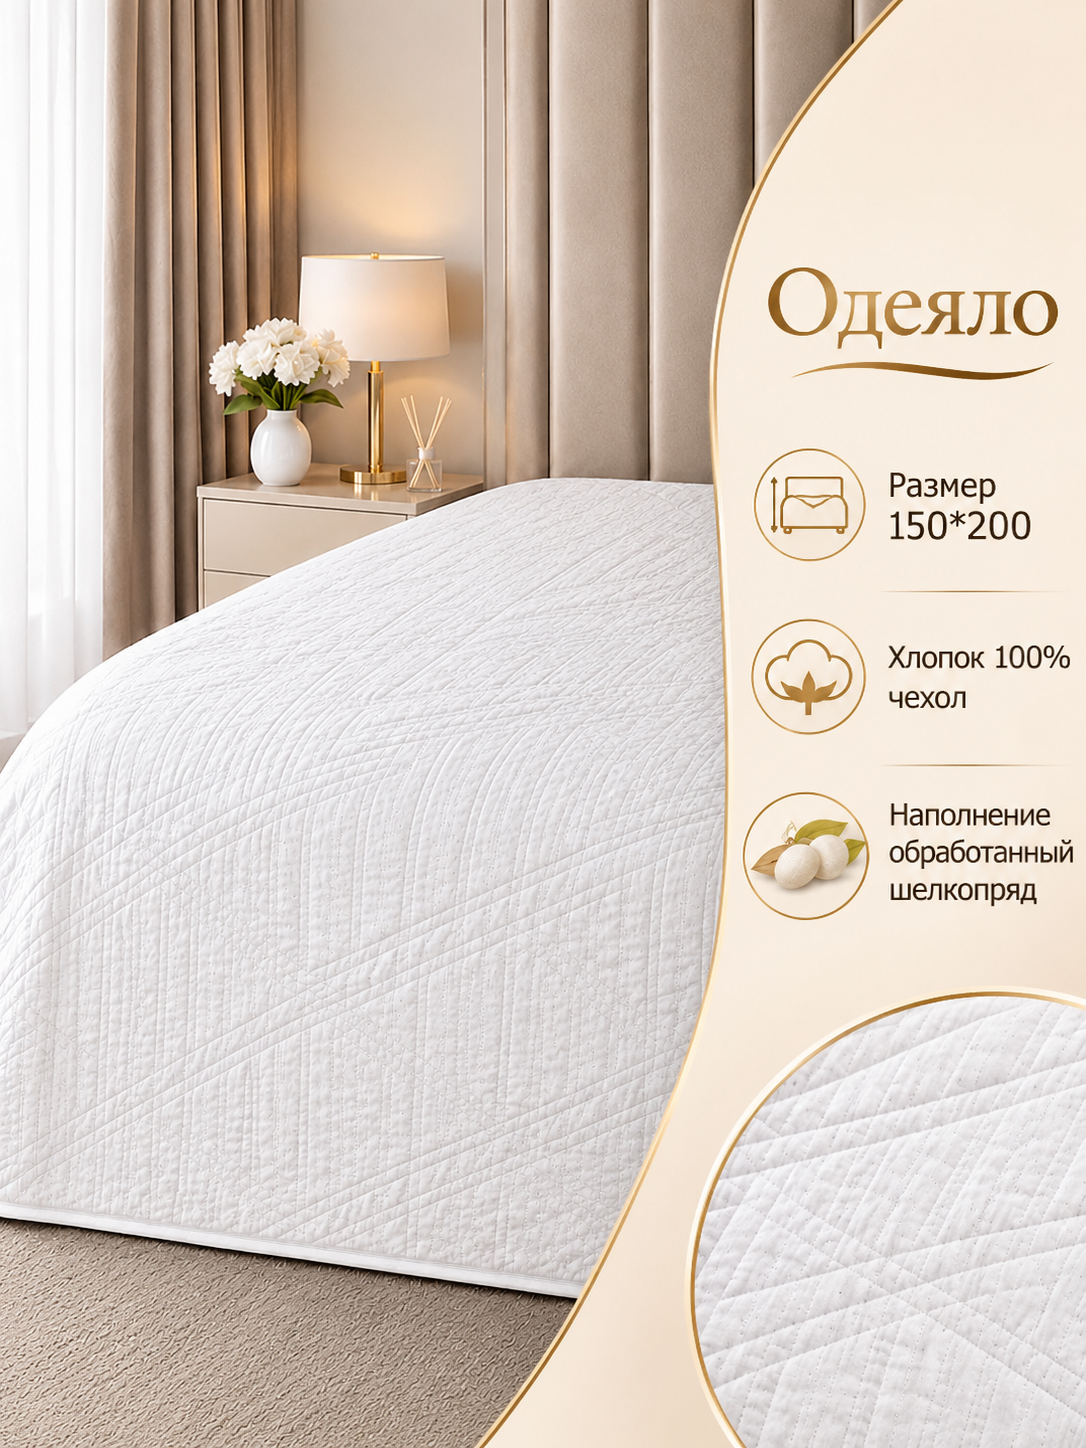 Одеяло
Размер
150*200
Хлопок 100%
чехол
Наполнение
обработанный
шелкопряд